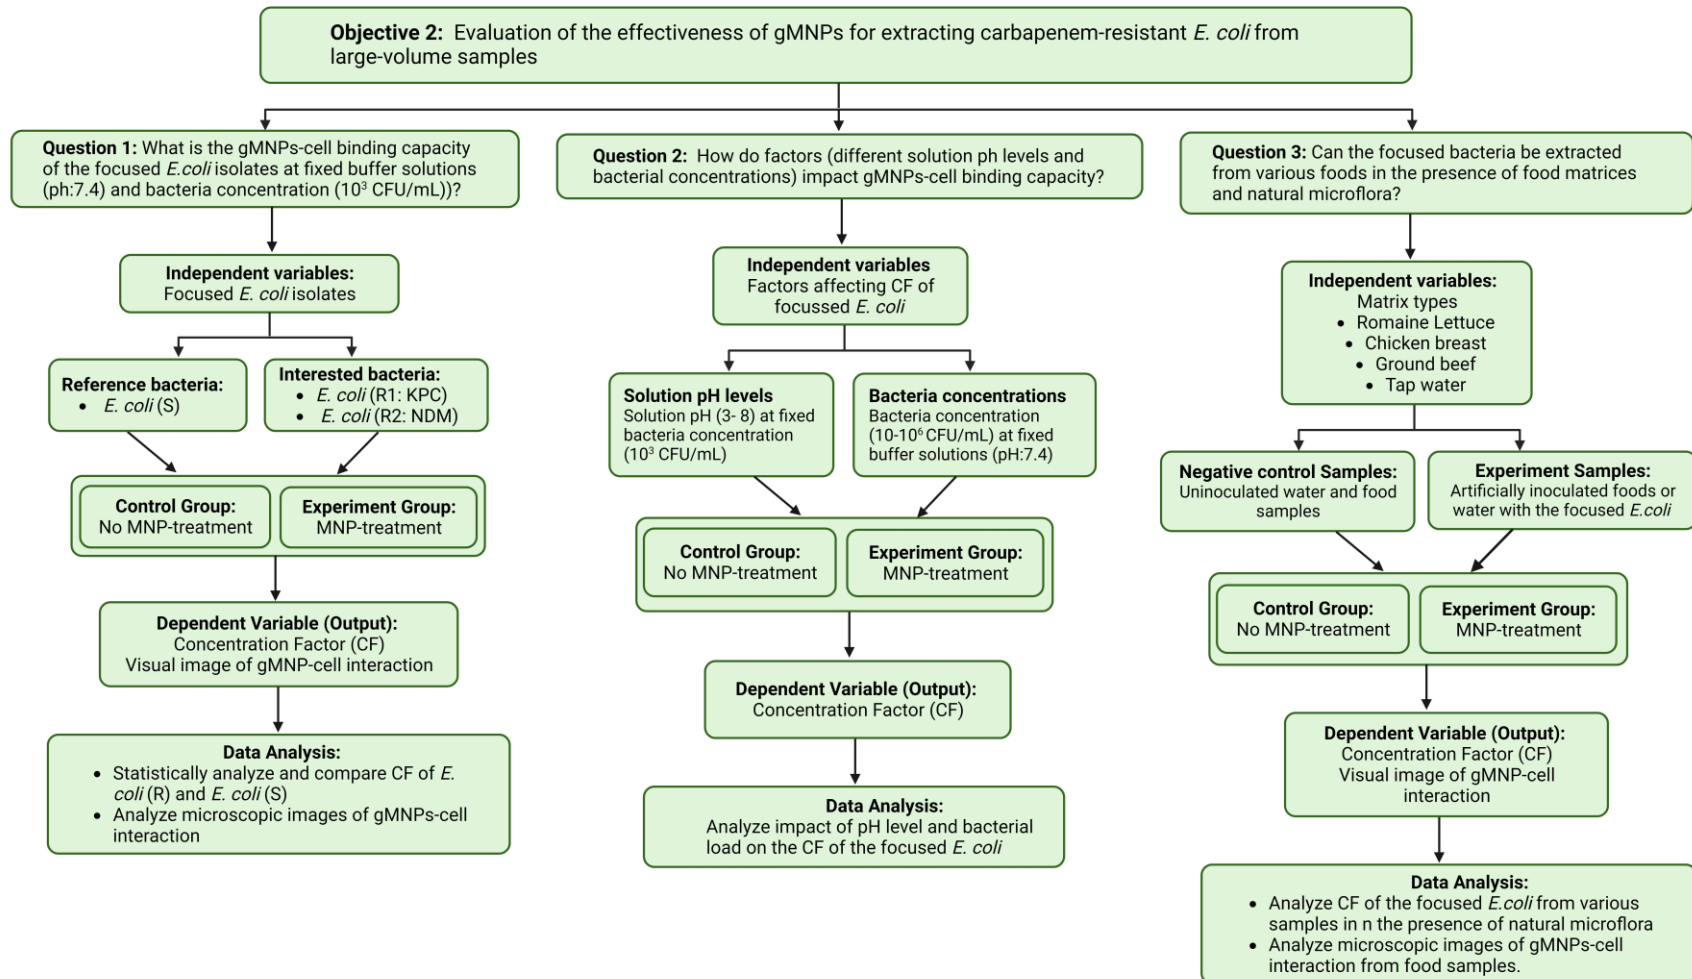 Objective 2: Evaluation of the effectiveness of gMNPs for extracting carbapenem-resistant E. coli from
large-volume samples
Question 1: What is the gMNPs-cell binding capacity
of the focused E.coli isolates at fixed buffer solutions
(ph:7.4) and bacteria concentration (10³ CFU/mL))?
Independent variables:
Focused E. coli isolates
Reference bacteria:
• E. coli (S)
Interested bacteria:
• E. coli (R1: KPC)
• E. coli (R2: NDM)
Control Group:
No MNP-treatment
Experiment Group:
MNP-treatment
Dependent Variable (Output):
Concentration Factor (CF)
Visual image of gMNP-cell interaction
Data Analysis:
• Statistically analyze and compare CF of E.
coli (R) and E. coli (S)
• Analyze microscopic images of gMNPs-cell
interaction
Question 2: How do factors (different solution ph levels and
bacterial concentrations) impact gMNPs-cell binding capacity?
Independent variables
Factors affecting CF of
focussed E. coli
Solution pH levels
Solution pH (3- 8) at fixed
bacteria concentration
(10³ CFU/mL)
Bacteria concentrations
Bacteria concentration
(10-10⁶ CFU/mL) at fixed
buffer solutions (pH:7.4)
Control Group:
No MNP-treatment
Experiment Group:
MNP-treatment
Dependent Variable (Output):
Concentration Factor (CF)
Data Analysis:
Analyze impact of pH level and bacterial
load on the CF of the focused E. coli
Question 3: Can the focused bacteria be extracted
from various foods in the presence of food matrices
and natural microflora?
Independent variables:
Matrix types
• Romaine Lettuce
• Chicken breast
• Ground beef
• Tap water
Negative control Samples:
Uninoculated water and food
samples
Experiment Samples:
Artificially inoculated foods or
water with the focused E.coli
Control Group:
No MNP-treatment
Experiment Group:
MNP-treatment
Dependent Variable (Output):
Concentration Factor (CF)
Visual image of gMNP-cell
interaction
Data Analysis:
• Analyze CF of the focused E.coli from various
samples in n the presence of natural microflora
• Analyze microscopic images of gMNPs-cell
interaction from food samples.